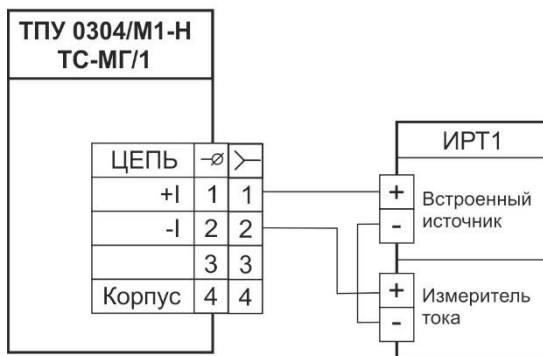 ТПУ 0304/М1-Н
ТС-МГ/1
ИРТ1
ЦЕПЬ
+I 1 1
-I 2 2
3 3
Корпус 4 4
+ Встроенный
- источник
+ Измеритель
- тока